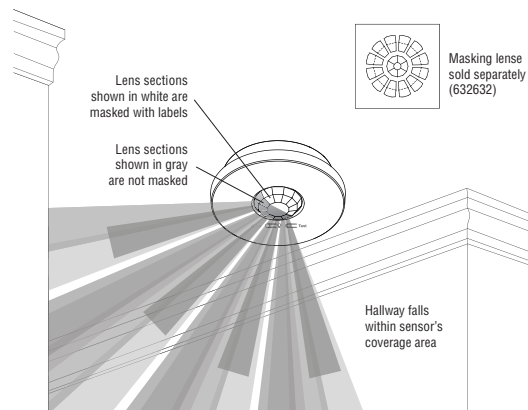 Lens sections
shown in white are
masked with labels
Lens sections
shown in gray
are not masked
Masking lense
sold separately
(632632)
Test
Hallway falls
within sensor's
coverage area